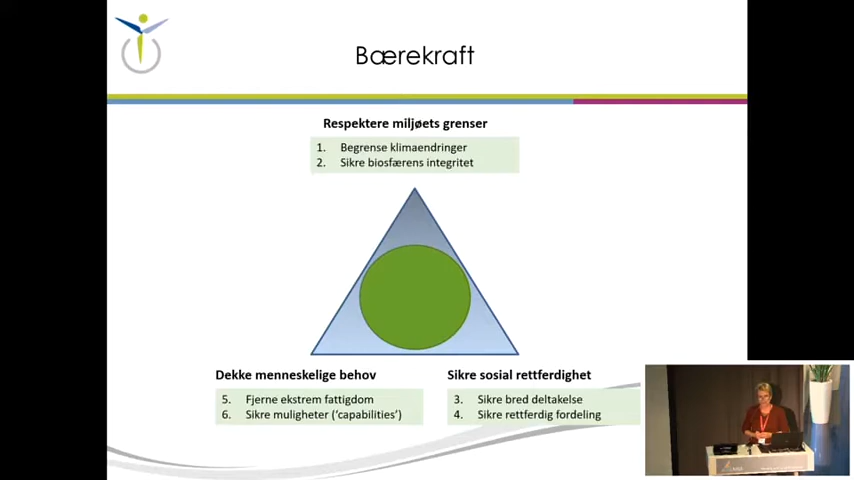 Bærekraft
Respektere miljøets grenser
1. Begrense klimaendringer
2. Sikre biosfærens integritet
Dekke menneskelige behov
5. Fjerne ekstrem fattigdom
6. Sikre muligheter ('capabilities')
Sikre sosial rettferdighet
3. Sikre bred deltakelse
4. Sikre rettferdig fordeling